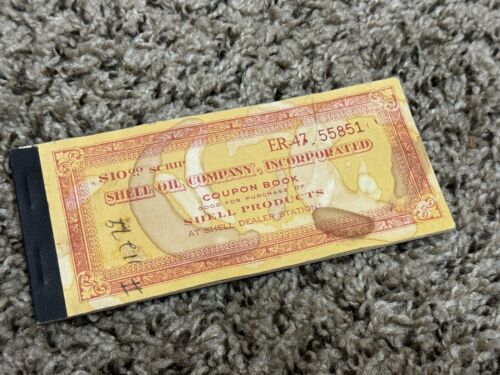 ER-47. 55851
$10.00 SCRIP
SHELL OIL COMPANY, INCORPORATED
COUPON BOOK
GOOD FOR PURCHASE OF
SHELL PRODUCTS
AT SHELL DEALER STATIONS